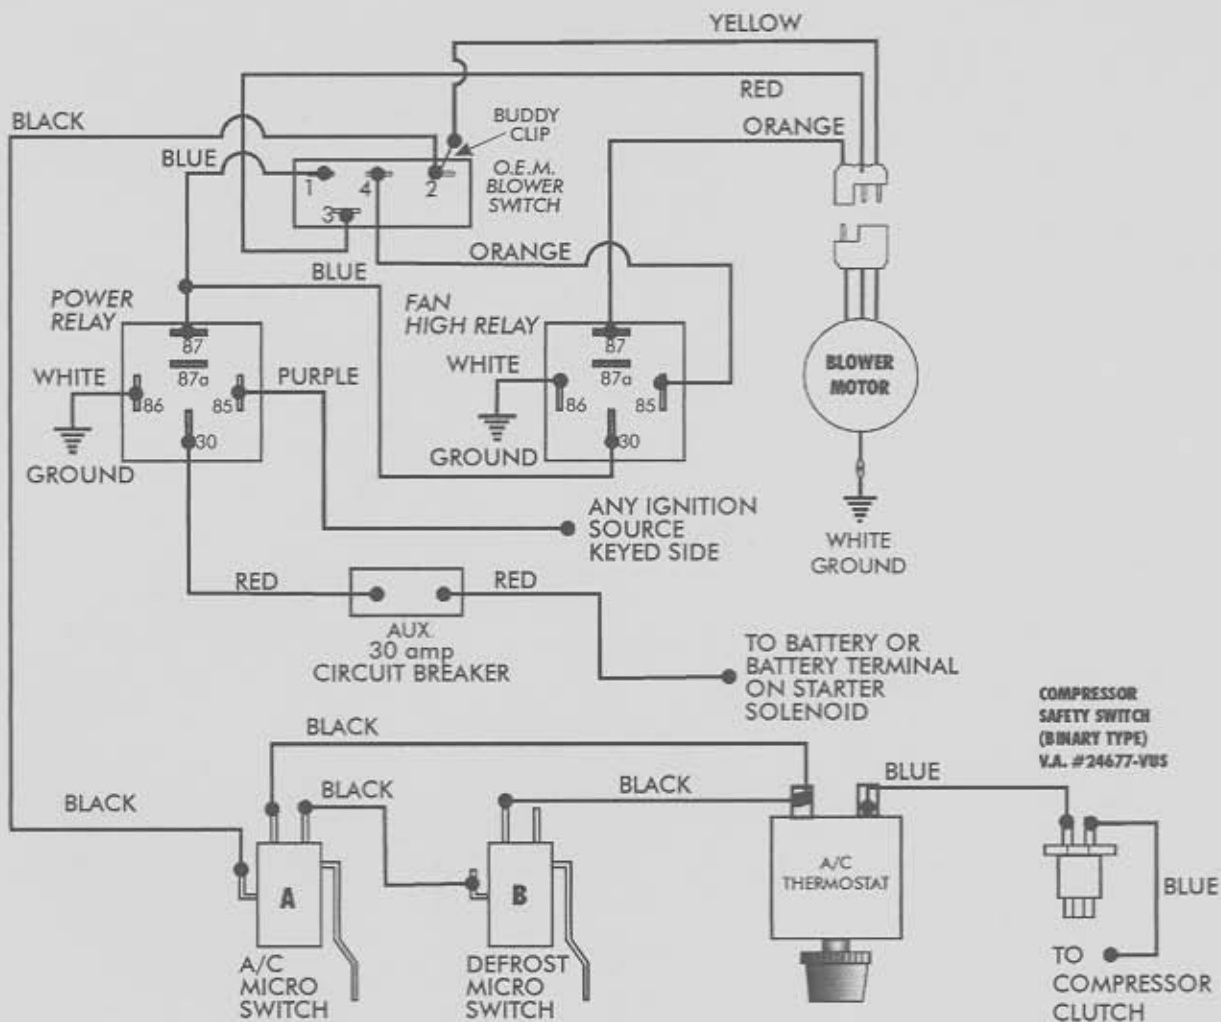 YELLOW
RED
BLACK
BUDDY
CLIP
ORANGE
BLUE
O.E.M.
BLOWER
SWITCH
1
4
2
3
ORANGE
BLUE
POWER
RELAY
FAN
HIGH RELAY
87
87a
86
85
30
WHITE
PURPLE
GROUND
87
87a
86
85
30
WHITE
GROUND
BLOWER
MOTOR
WHITE
GROUND
ANY IGNITION
SOURCE
KEYED SIDE
RED
RED
AUX.
30 amp
CIRCUIT BREAKER
TO BATTERY OR
BATTERY TERMINAL
ON STARTER
SOLENOID
COMPRESSOR
SAFETY SWITCH
(BINARY TYPE)
V.A. #24677-VUS
BLACK
BLACK
BLACK
BLACK
BLUE
A
B
A/C
THERMOSTAT
BLUE
A/C
MICRO
SWITCH
DEFROST
MICRO
SWITCH
TO
COMPRESSOR
CLUTCH